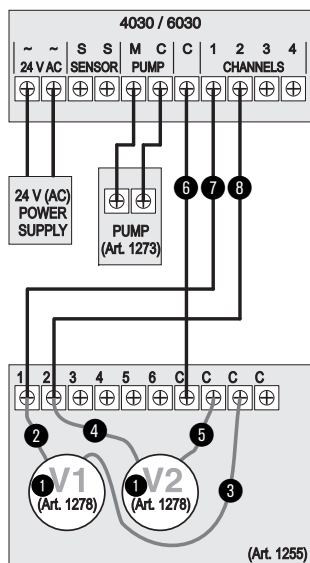 4030 / 6030
~ ~ S S M C C 1 2 3 4
24 V AC SENSOR PUMP CHANNELS
24 V (AC)
POWER
SUPPLY
PUMP
(Art. 1273)
6 7 8
1 2 3 4 5 6 C C C C
2 4 5
1 V1 1 V2
3
(Art. 1278) (Art. 1278)
(Art. 1255)